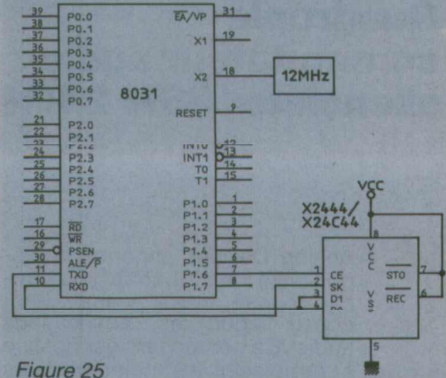 39 P0.0 EA/VP 31
38 P0.1
37 P0.2 X1 19
36 P0.3
35 P0.4
34 P0.5 X2 18 12MHz
33 P0.6
32 P0.7 8031
RESET 9
21 P2.0
22 P2.1
23 P2.2 INT0 12
24 P2.3 INT1 13
25 P2.4 T0 14
26 P2.5 T1 15
27 P2.6
28 P2.7 P1.0 1
P1.1 2
17 RD P1.2 3
16 WR P1.3 4
29 PSEN P1.4 5
30 ALE/P P1.5 6
11 TXD P1.6 7
10 RXD P1.7 8
VCC
X2444/
X24C44
8
VCC
1 CE STO 7
2 SK
3 D1 VS REC 6
4
5
Figure 25